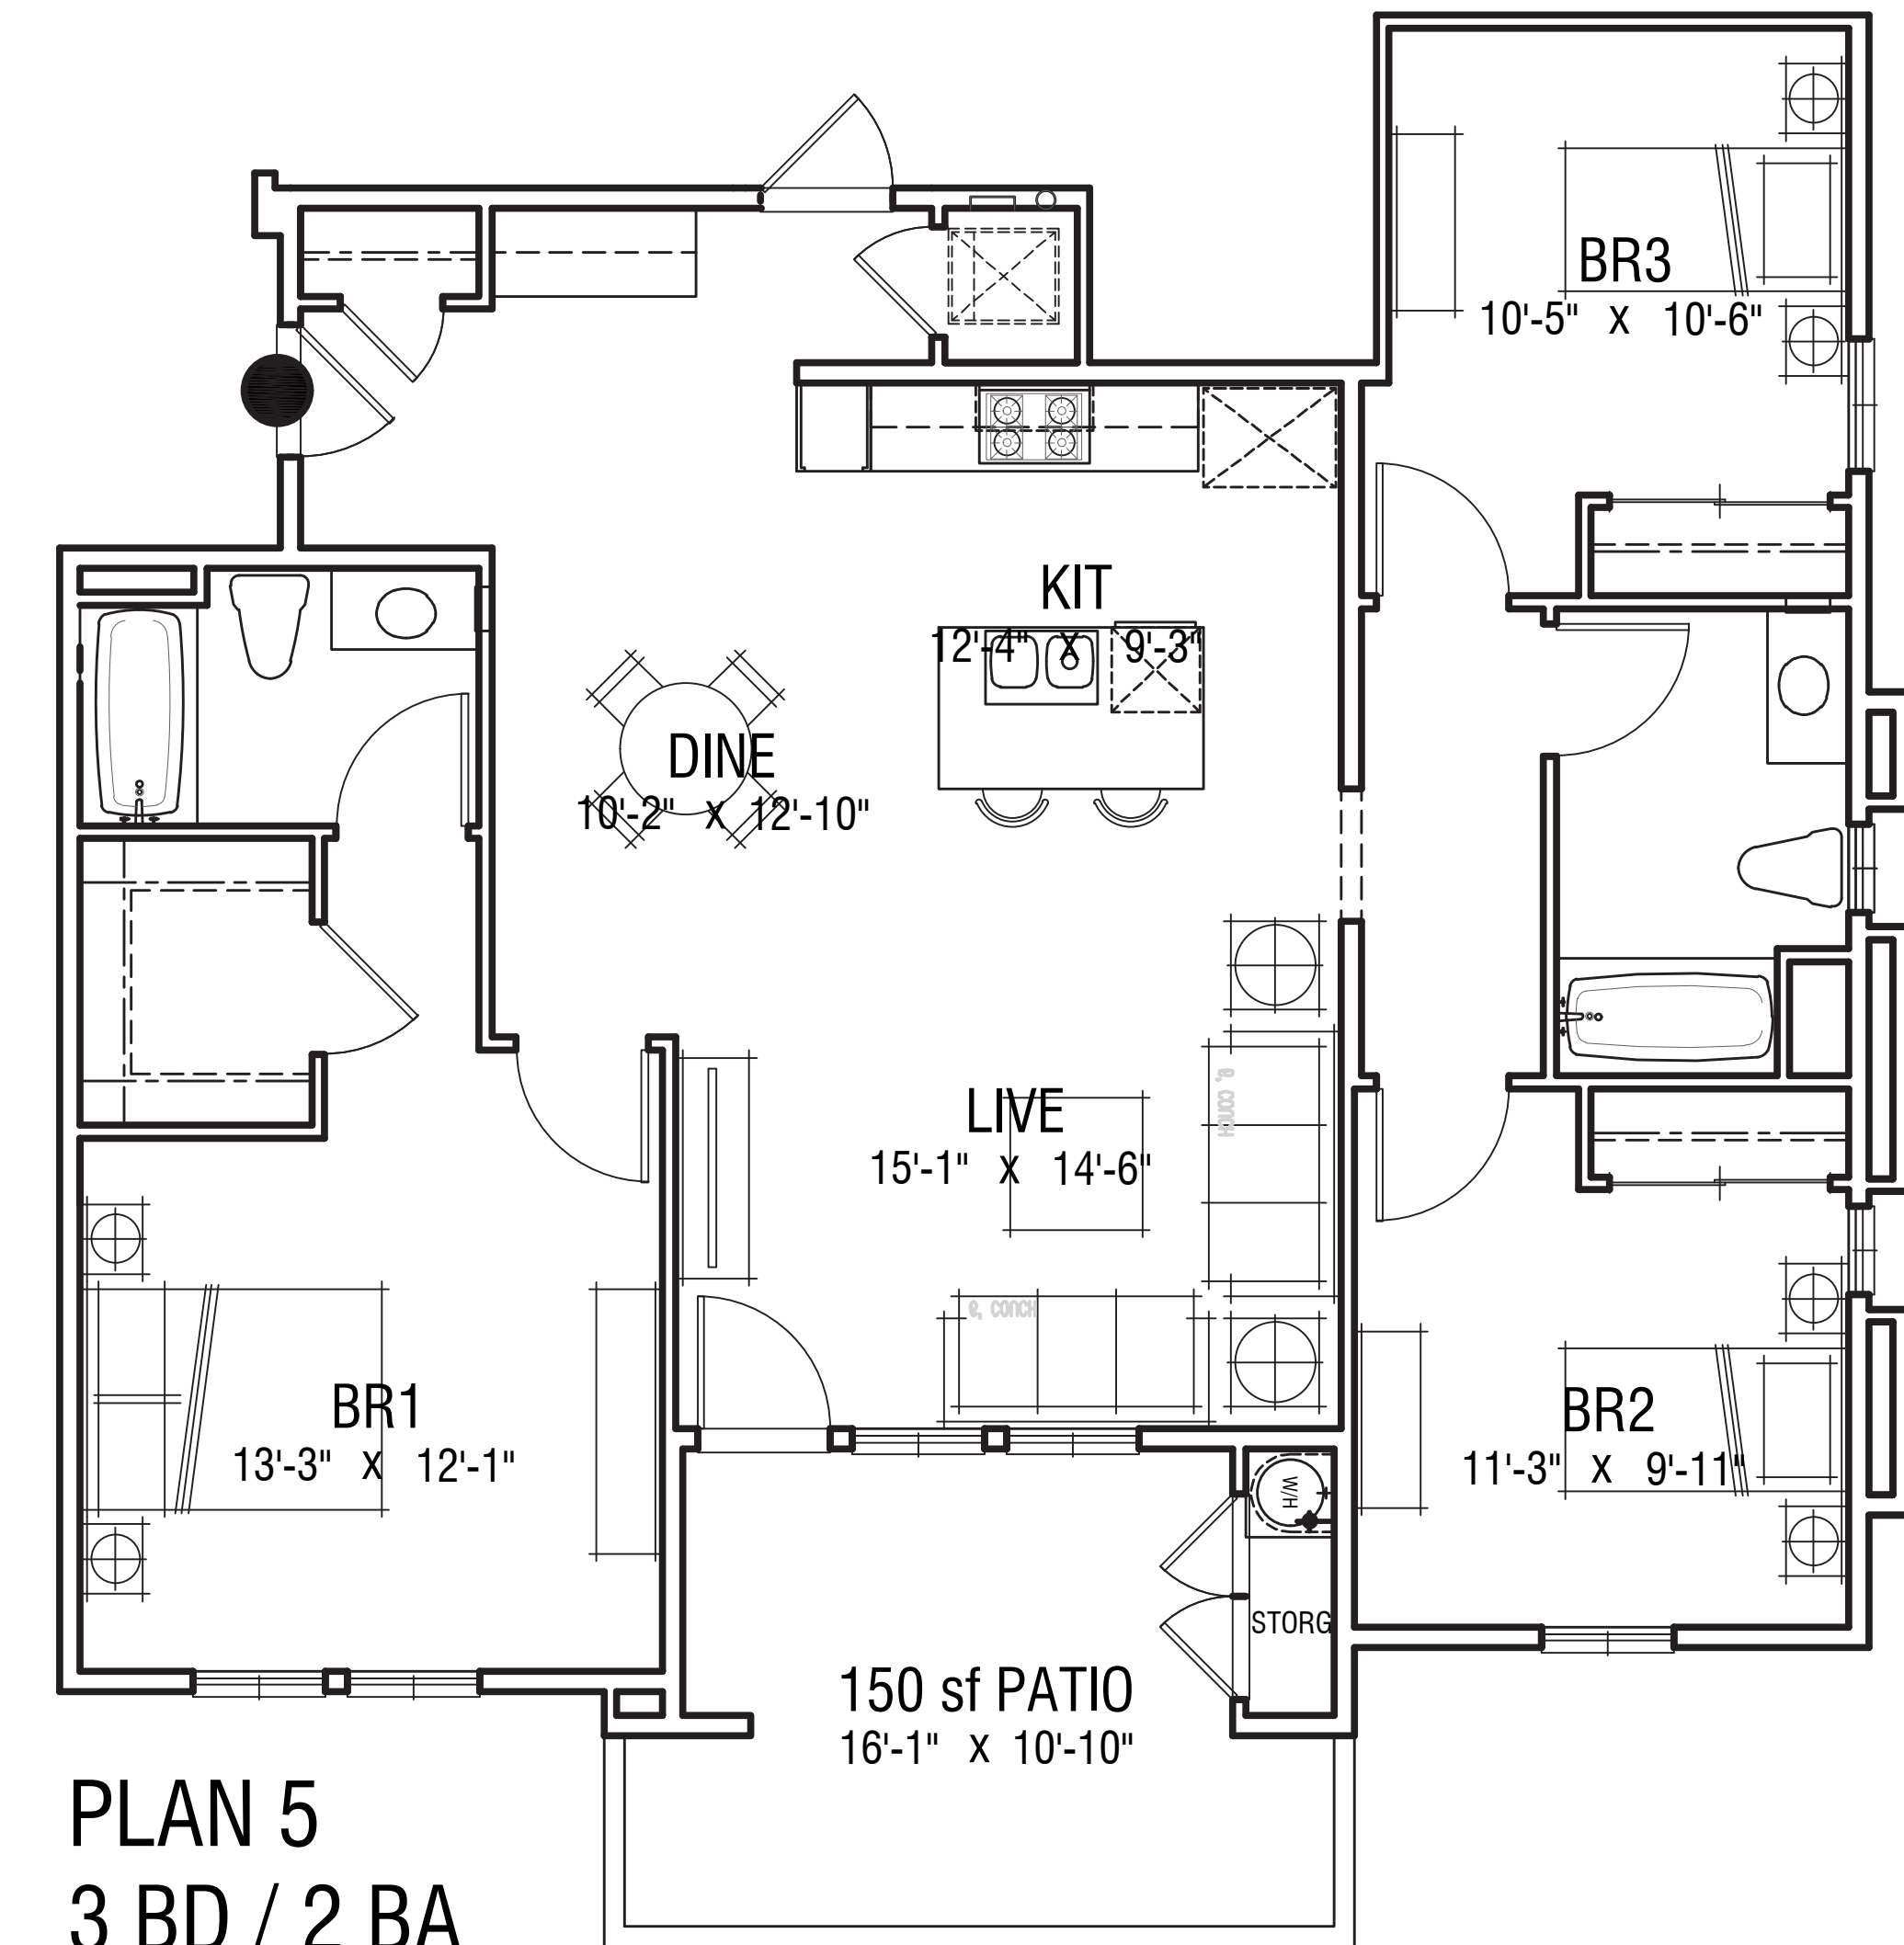 BR3
10'-5" x 10'-6"
KIT
12'-4" x 9'-3"
DINE
10'-2" x 12'-10"
LIVE
15'-1" x 14'-6"
BR1
13'-3" x 12'-1"
BR2
11'-3" x 9'-11"
W/H
STORG
150 sf PATIO
16'-1" x 10'-10"
PLAN 5
3 BD / 2 BA